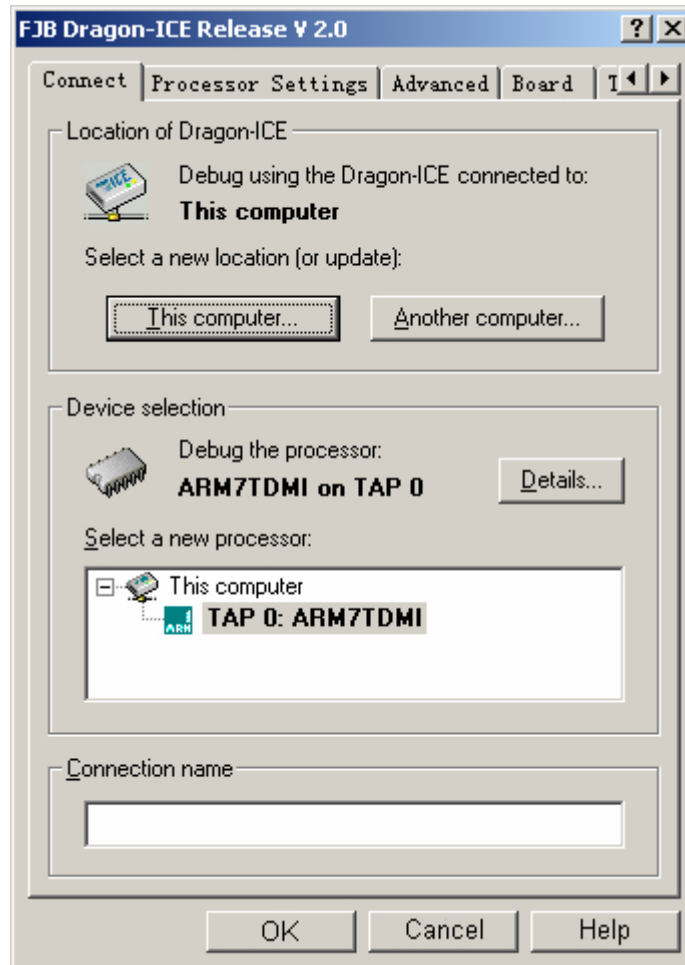 FJB Dragon-ICE Release V 2.0
Connect Processor Settings Advanced Board T
Location of Dragon-ICE
ICE
Debug using the Dragon-ICE connected to:
This computer
Select a new location (or update):
This computer... Another computer...
Device selection
Debug the processor:
ARM7TDMI on TAP 0
Details...
Select a new processor:
This computer
ARM TAP 0: ARM7TDMI
Connection name
OK Cancel Help